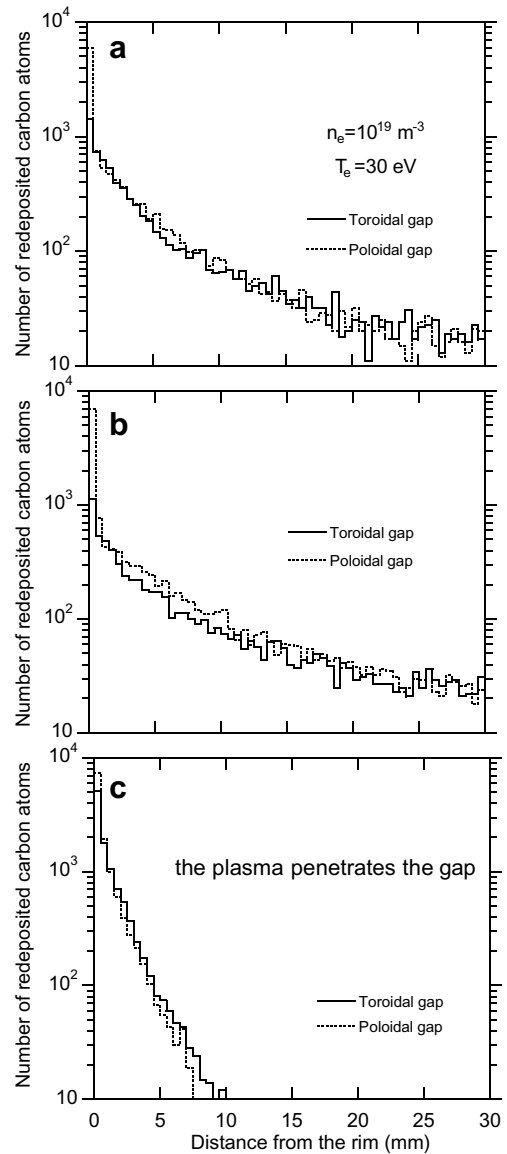 10⁴
a
Number of redeposited carbon atoms
10³
nₑ=10¹⁹ m⁻³
Tₑ=30 eV
Toroidal gap
Poloidal gap
10²
10
10⁴
b
Number of redeposited carbon atoms
10³
Toroidal gap
Poloidal gap
10²
10
10⁴
c
Number of redeposited carbon atoms
10³
the plasma penetrates the gap
10²
Toroidal gap
Poloidal gap
10
0 5 10 15 20 25 30
Distance from the rim (mm)